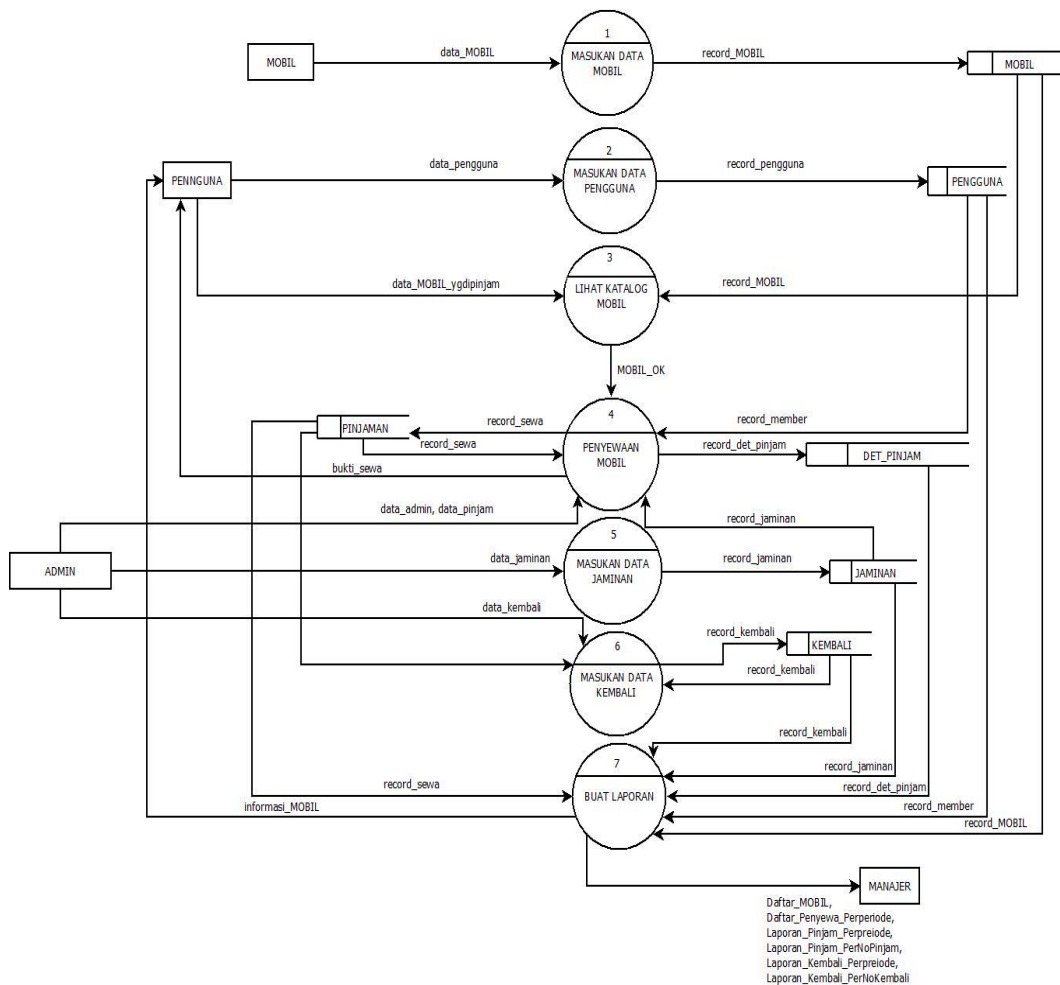 1
data_MOBIL
record_MOBIL
MOBIL
MASUKAN DATA
MOBIL
MOBIL
2
data_pengguna
record_pengguna
PENNGUNA
MASUKAN DATA
PENGGUNA
PENGGUNA
3
data_MOBIL_ygdipinjam
LIHAT KATALOG
MOBIL
record_MOBIL
MOBIL_OK
4
record_sewa
record_member
PINJAMAN
record_sewa
PENYEWAAN
MOBIL
record_det_pinjam
DET_PINJAM
bukti_sewa
data_admin, data_pinjam
record_jaminan
5
ADMIN
data_jaminan
MASUKAN DATA
JAMINAN
record_jaminan
JAMINAN
data_kembali
record_kembali
6
KEMBALI
MASUKAN DATA
KEMBALI
record_kembali
record_kembali
7
record_jaminan
record_sewa
BUAT LAPORAN
record_det_pinjam
informasi_MOBIL
record_member
record_MOBIL
MANAJER
Daftar_MOBIL,
Daftar_Penyewa_Perperiode,
Laporan_Pinjam_Perpreiode,
Laporan_Pinjam_PerNoPinjam,
Laporan_Kembali_Perpreiode,
Laporan_Kembali_PerNoKembali